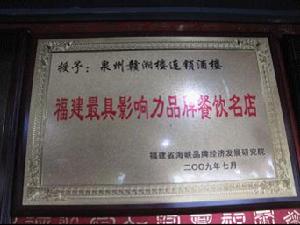 授予：泉州赣湘楼连锁酒楼
福建最具影响力品牌餐饮名店
福建省海峡品牌经济发展研究院
二〇〇九年七月